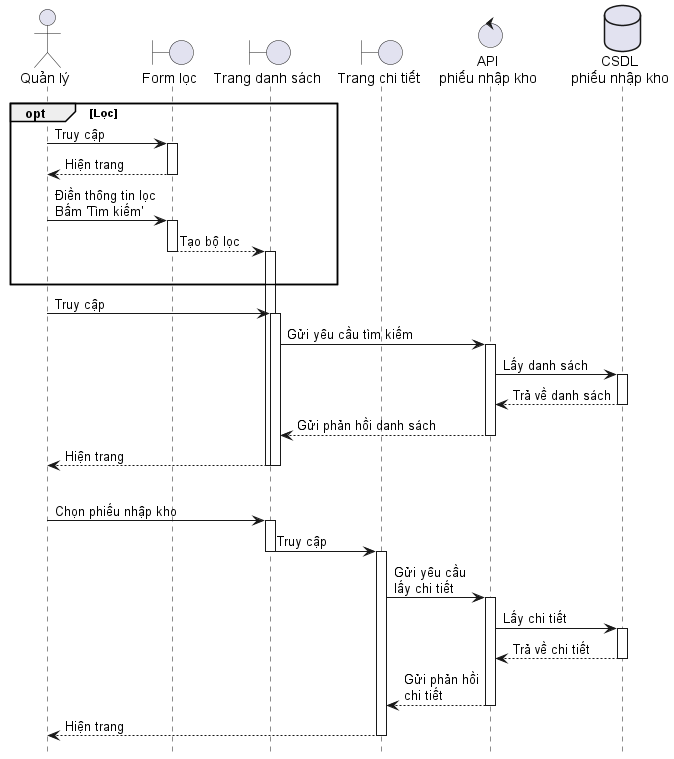 Quản lý
Form lọc
Trang danh sách
Trang chi tiết
API
phiếu nhập kho
CSDL
phiếu nhập kho
opt
[Lọc]
Truy cập
Hiện trang
Điền thông tin lọc
Bấm 'Tìm kiếm'
Tạo bộ lọc
Truy cập
Gửi yêu cầu tìm kiếm
Lấy danh sách
Trả về danh sách
Gửi phản hồi danh sách
Hiện trang
Chọn phiếu nhập kho
Truy cập
Gửi yêu cầu
lấy chi tiết
Lấy chi tiết
Trả về chi tiết
Gửi phản hồi
chi tiết
Hiện trang